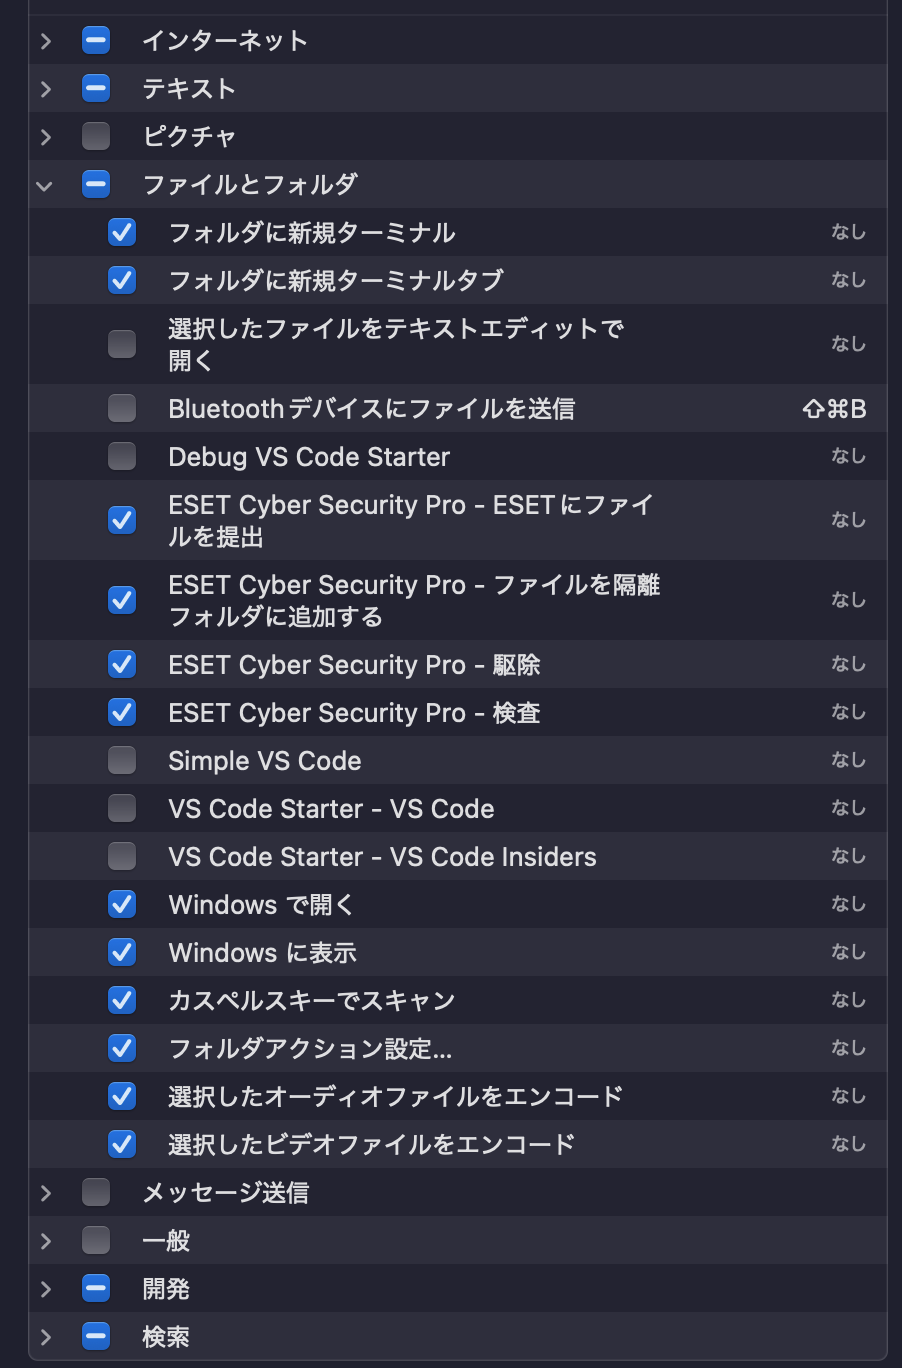 インターネット
テキスト
ピクチャ
ファイルとフォルダ
フォルダに新規ターミナル なし
フォルダに新規ターミナルタブ なし
選択したファイルをテキストエディットで
開く なし
Bluetoothデバイスにファイルを送信 ⇧⌘B
Debug VS Code Starter なし
ESET Cyber Security Pro - ESETにファイ
ルを提出 なし
ESET Cyber Security Pro - ファイルを隔離
フォルダに追加する なし
ESET Cyber Security Pro - 駆除 なし
ESET Cyber Security Pro - 検査 なし
Simple VS Code なし
VS Code Starter - VS Code なし
VS Code Starter - VS Code Insiders なし
Windows で開く なし
Windows に表示 なし
カスペルスキーでスキャン なし
フォルダアクション設定... なし
選択したオーディオファイルをエンコード なし
選択したビデオファイルをエンコード なし
メッセージ送信
一般
開発
検索